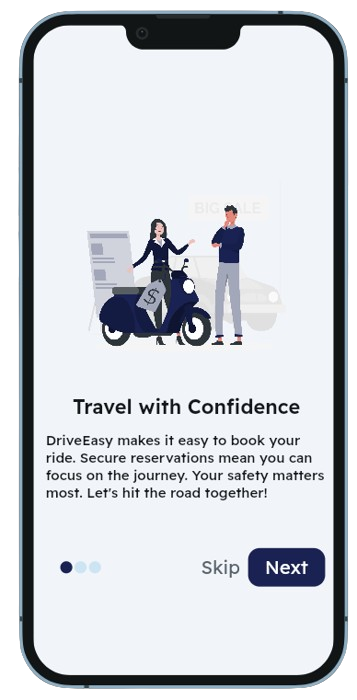 BIG SALE
$
Travel with Confidence
DriveEasy makes it easy to book your
ride. Secure reservations mean you can
focus on the journey. Your safety matters
most. Let's hit the road together!
Skip Next